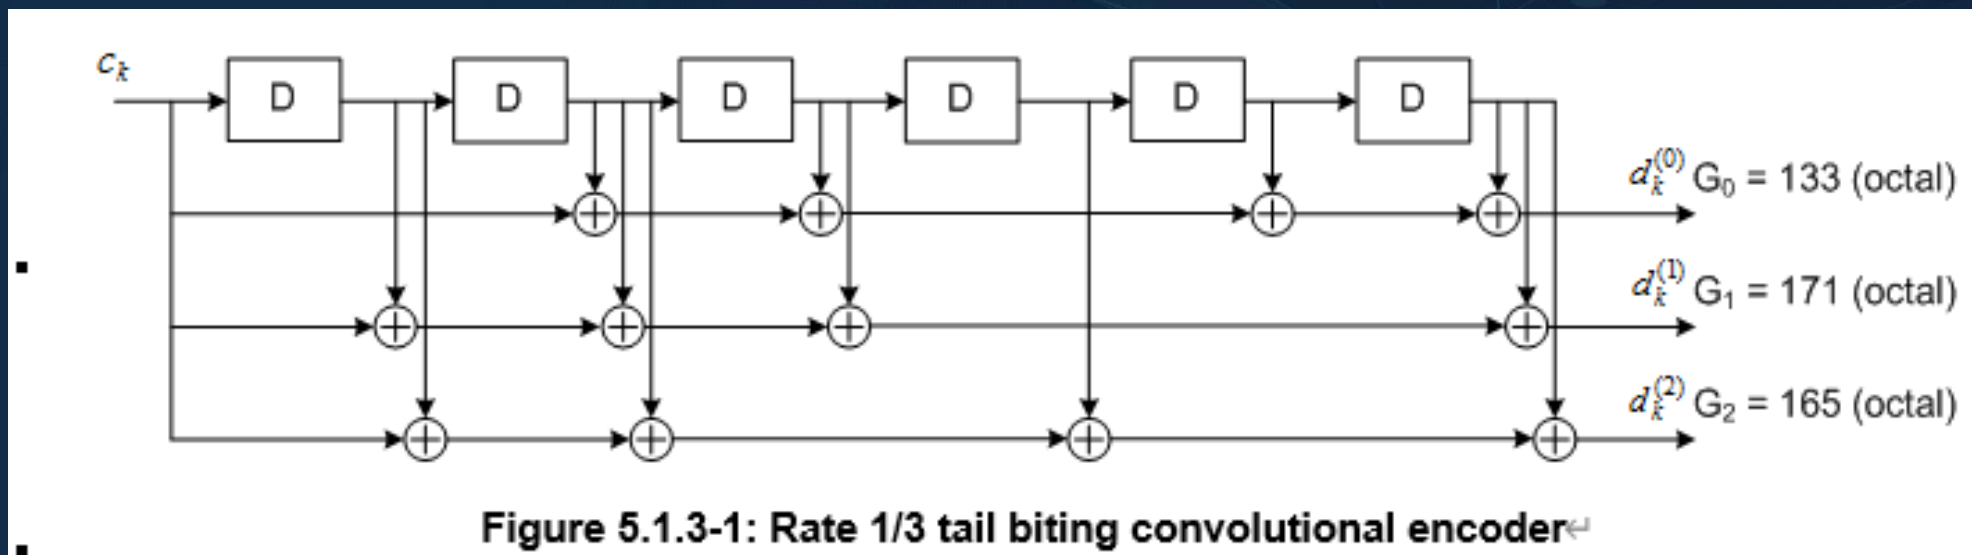 c_k
D D D D D D
d_k^(0) G₀ = 133 (octal)
d_k^(1) G₁ = 171 (octal)
d_k^(2) G₂ = 165 (octal)
Figure 5.1.3-1: Rate 1/3 tail biting convolutional encoder↵